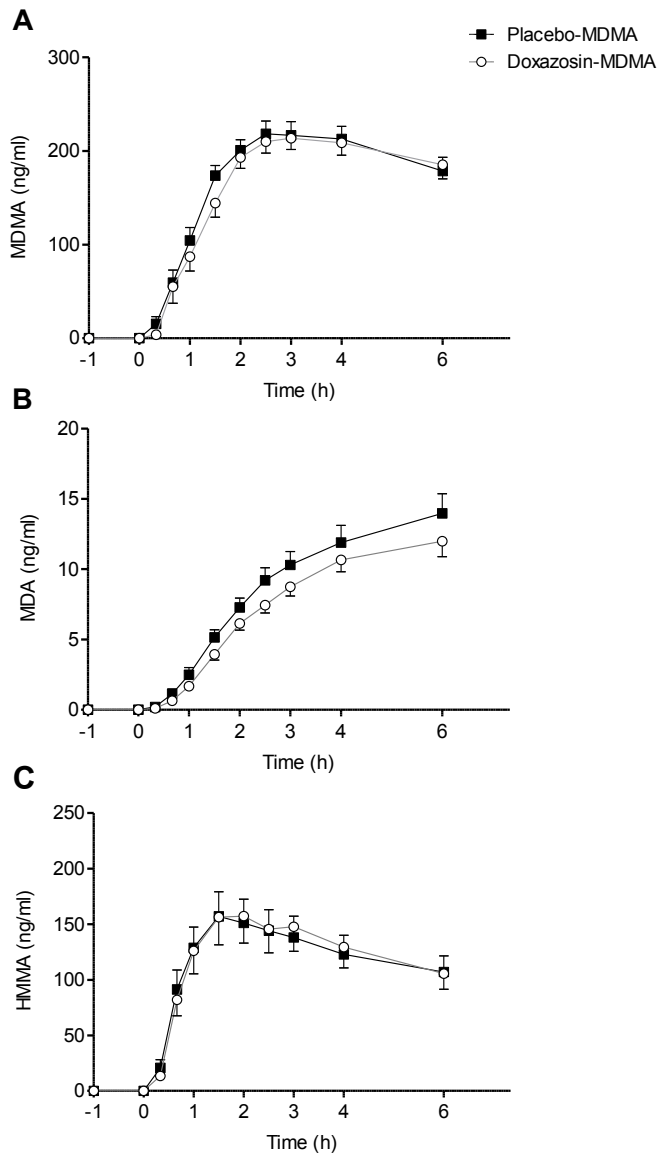 A
Placebo-MDMA
Doxazosin-MDMA
300
200
100
0
MDMA (ng/ml)
-1 0 1 2 3 4 6
Time (h)
B
20
15
10
5
0
MDA (ng/ml)
-1 0 1 2 3 4 6
Time (h)
C
250
200
150
100
50
0
HMMA (ng/ml)
-1 0 1 2 3 4 6
Time (h)